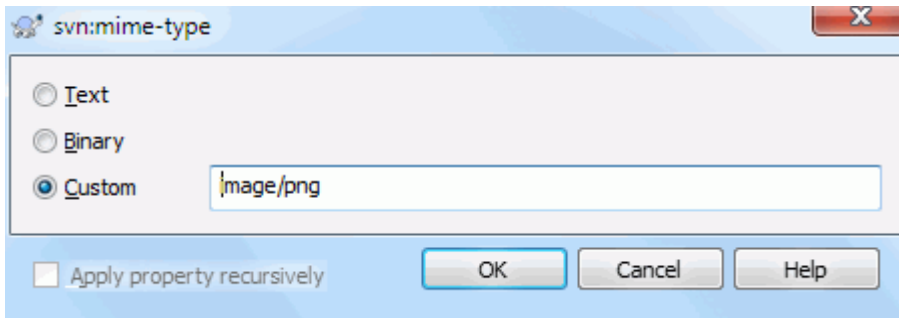 svn:mime-type
Text
Binary
Custom image/png
Apply property recursively OK Cancel Help